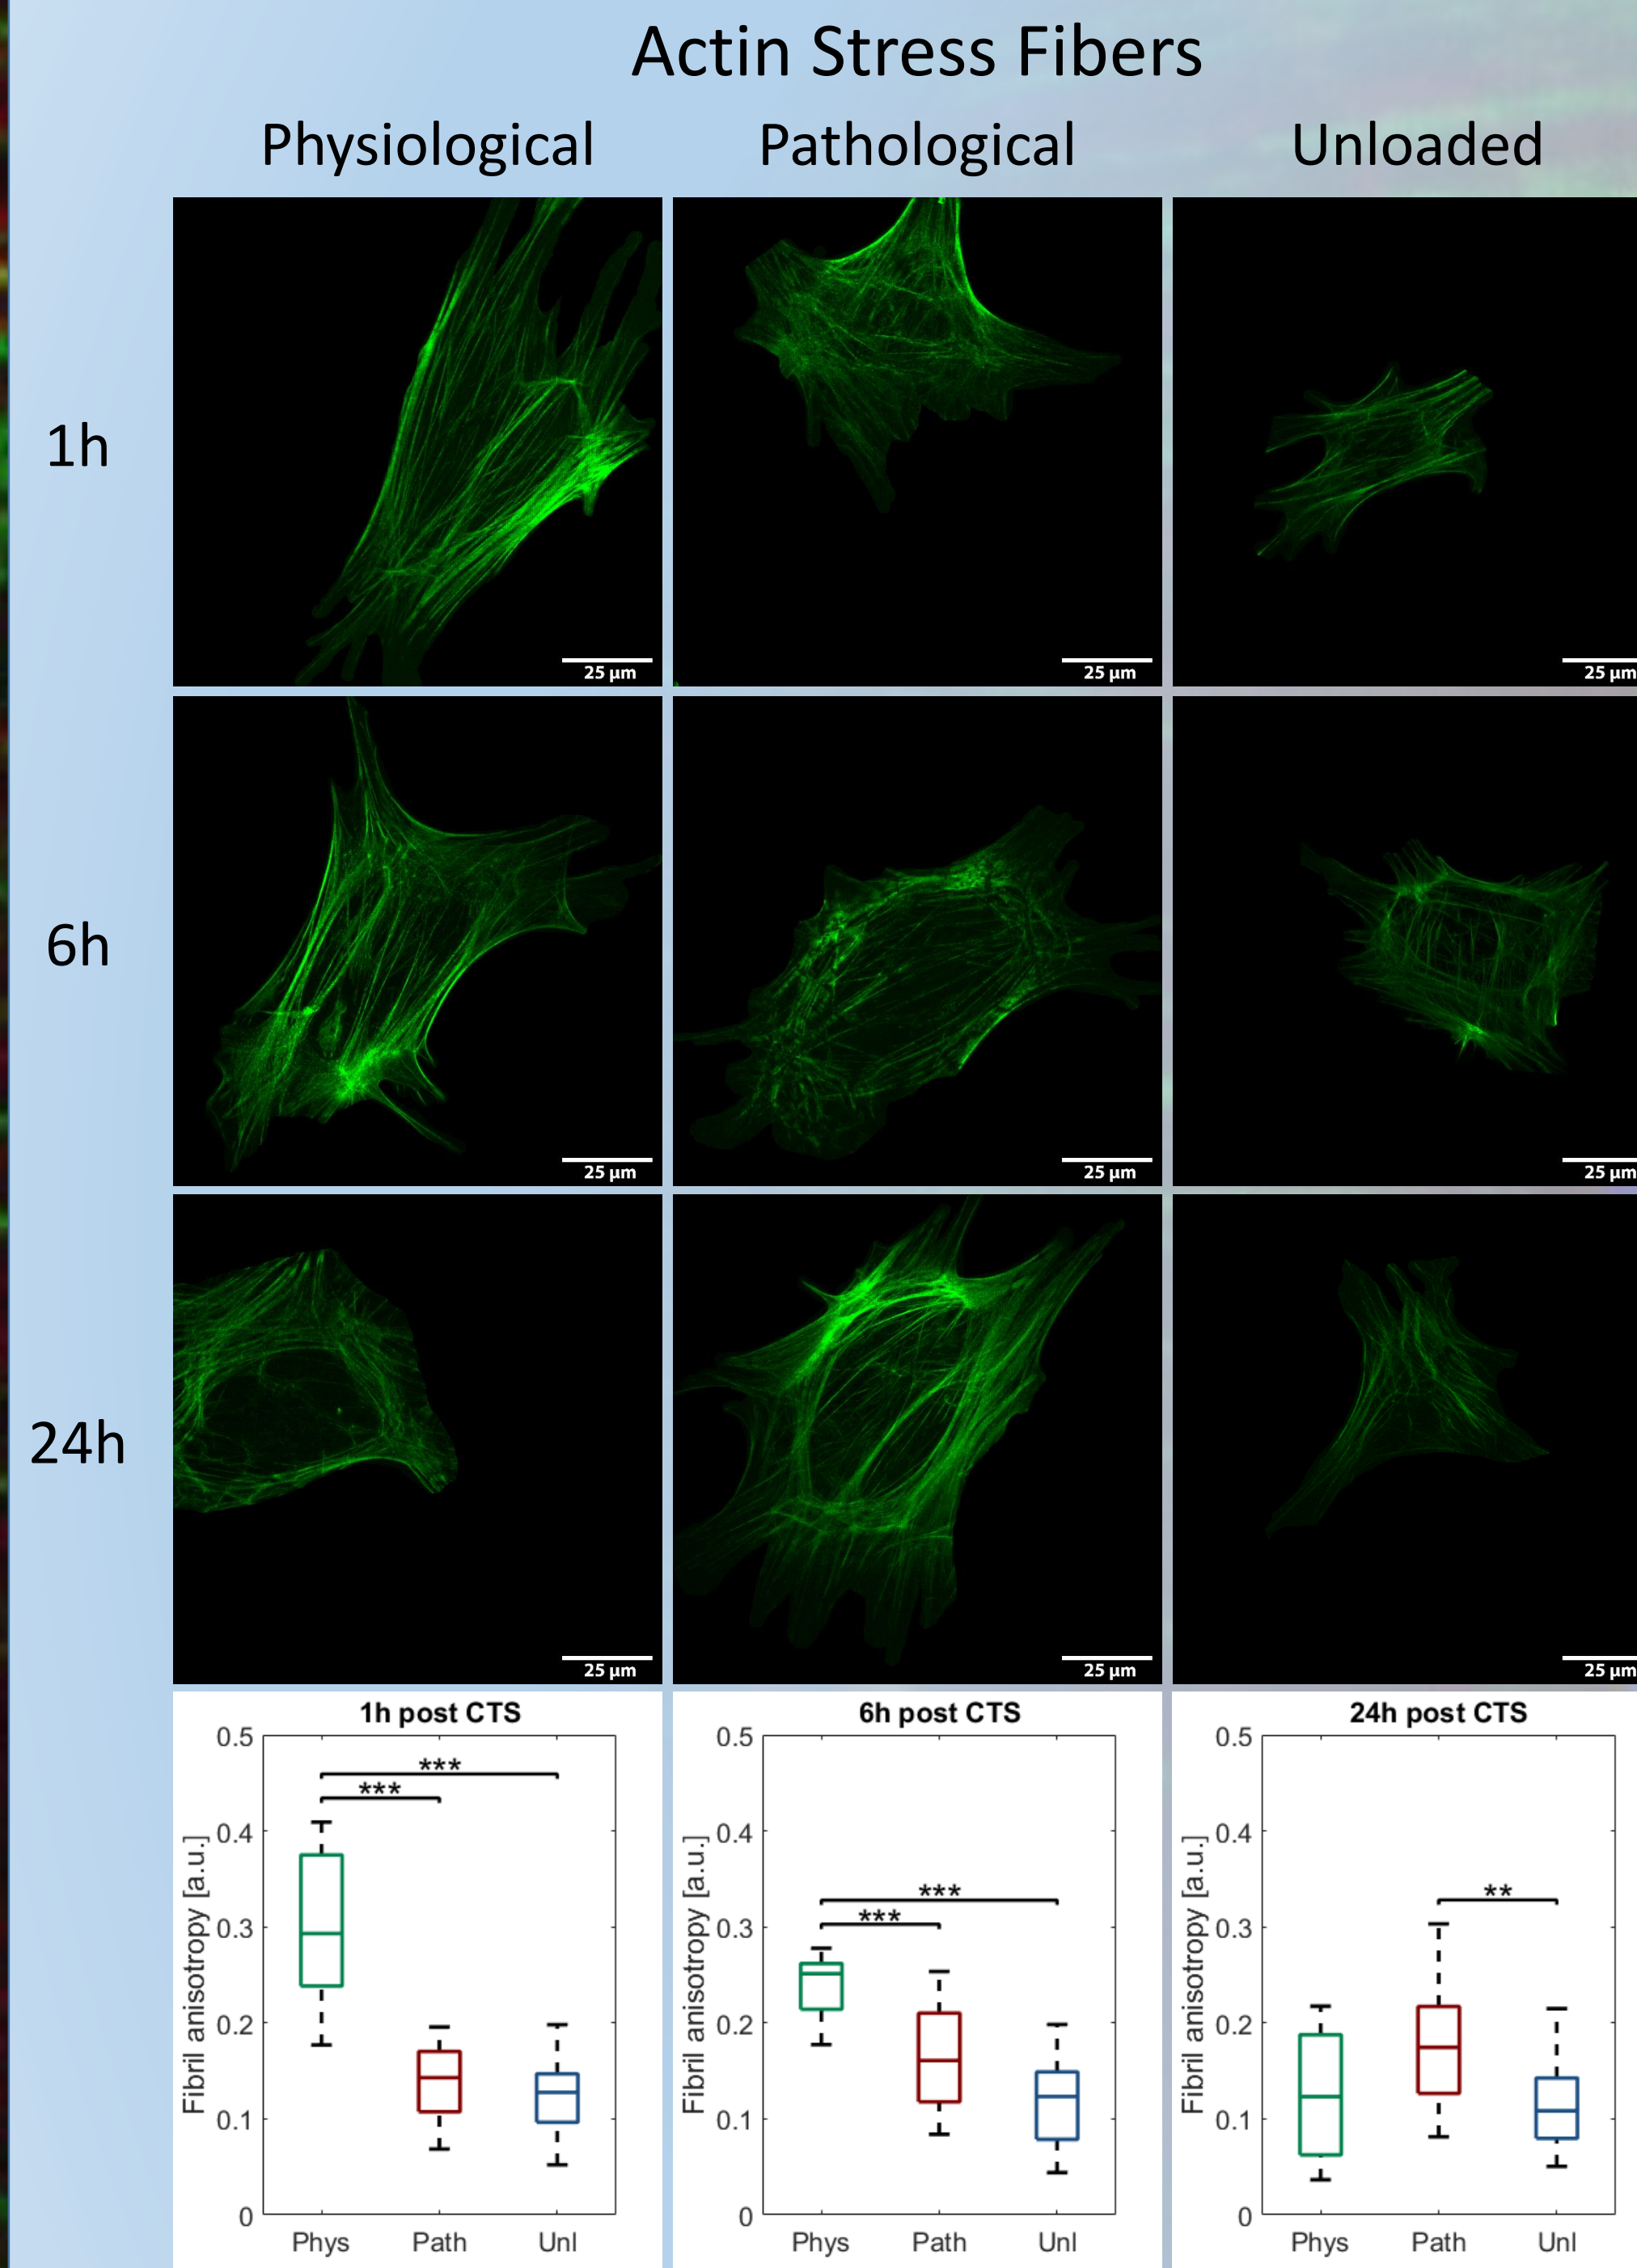 Actin Stress Fibers
Physiological Pathological Unloaded
1h
25 µm 25 µm 25 µm
6h
25 µm 25 µm 25 µm
24h
25 µm 25 µm 25 µm
1h post CTS
***
***
Fibril anisotropy [a.u.]
0.5
0.4
0.3
0.2
0.1
0
Phys Path Unl
6h post CTS
***
***
Fibril anisotropy [a.u.]
0.5
0.4
0.3
0.2
0.1
0
Phys Path Unl
24h post CTS
**
Fibril anisotropy [a.u.]
0.5
0.4
0.3
0.2
0.1
0
Phys Path Unl